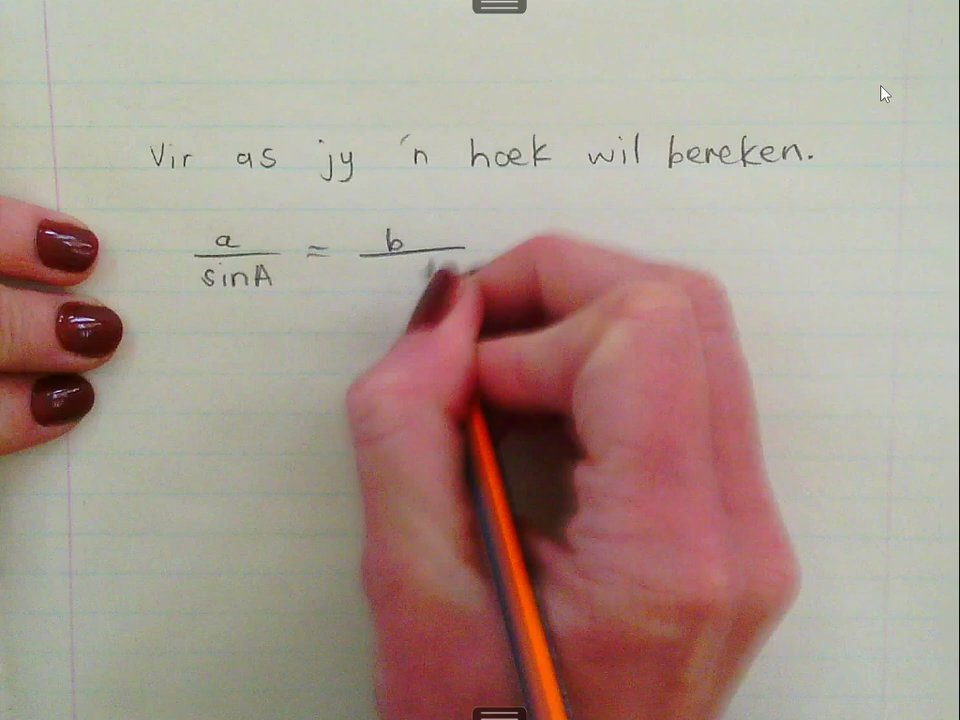 Vir as jy 'n hoek wil bereken.
a/sinA = b/